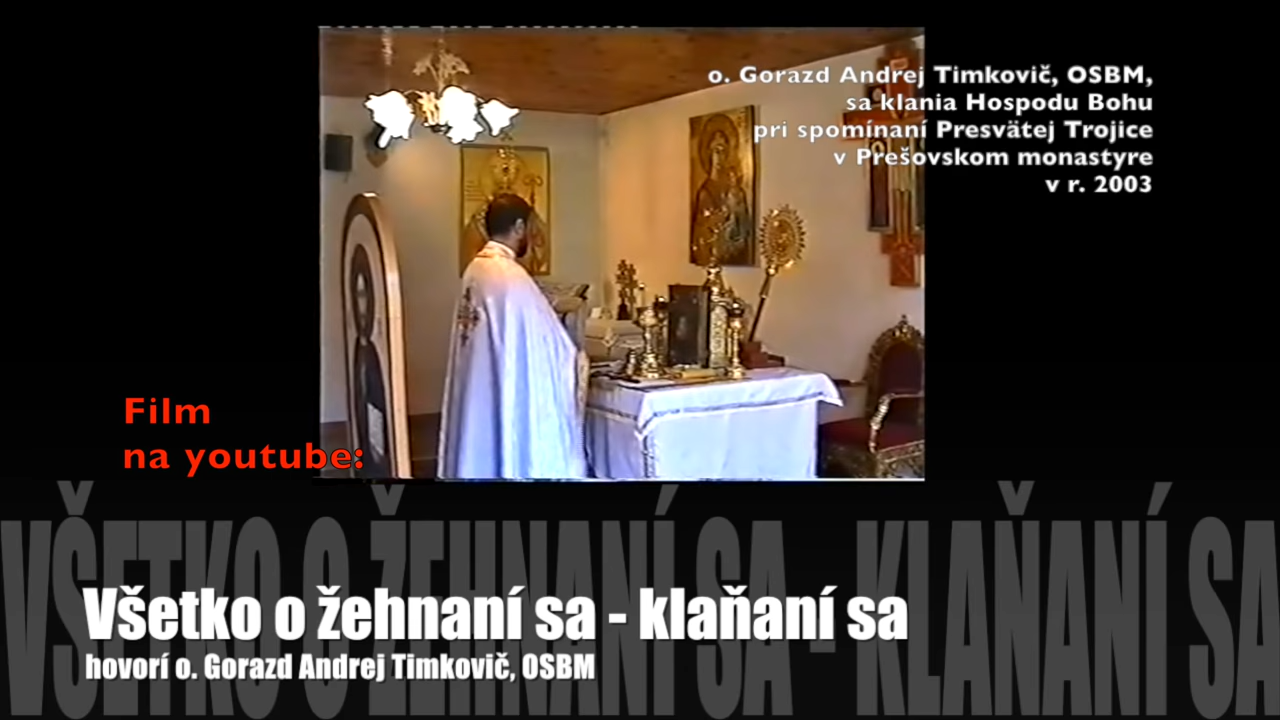 o. Gorazd Andrej Timkovič, OSBM,
sa klania Hospodu Bohu
pri spomínaní Presvätej Trojice
v Prešovskom monastyre
v r. 2003
Film
na youtube:
VŠETKO O ŽEHNANÍ SA - KLAŇANÍ SA
Všetko o žehnaní sa - klaňaní sa
hovorí o. Gorazd Andrej Timkovič, OSBM